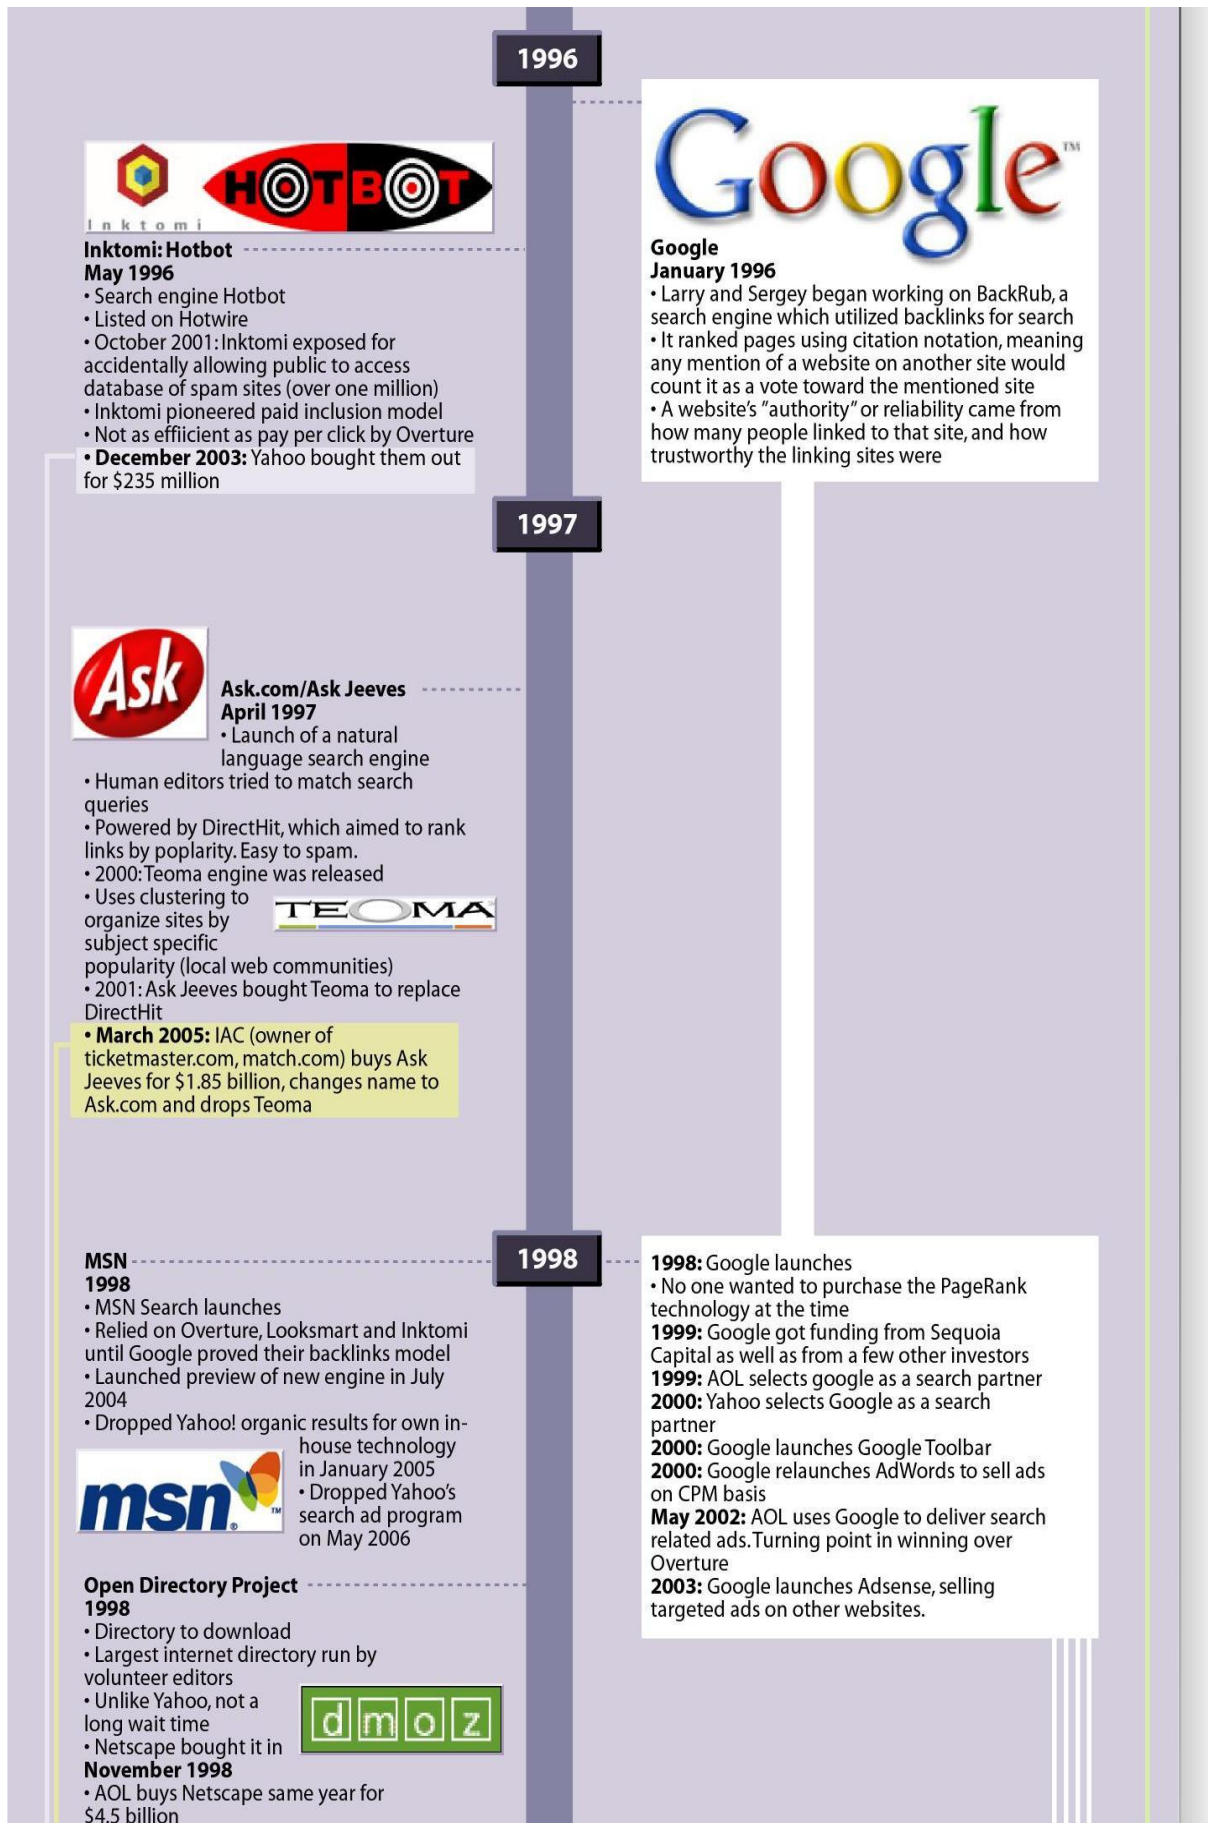 1996
Inktomi
HOTBOT
Inktomi: Hotbot
May 1996
• Search engine Hotbot
• Listed on Hotwire
• October 2001: Inktomi exposed for
accidentally allowing public to access
database of spam sites (over one million)
• Inktomi pioneered paid inclusion model
• Not as effiicient as pay per click by Overture
• December 2003: Yahoo bought them out
for $235 million
Google™
Google
January 1996
• Larry and Sergey began working on BackRub, a
search engine which utilized backlinks for search
• It ranked pages using citation notation, meaning
any mention of a website on another site would
count it as a vote toward the mentioned site
• A website's "authority" or reliability came from
how many people linked to that site, and how
trustworthy the linking sites were
1997
Ask
Ask.com/Ask Jeeves
April 1997
• Launch of a natural
language search engine
• Human editors tried to match search
queries
• Powered by DirectHit, which aimed to rank
links by poplarity. Easy to spam.
• 2000: Teoma engine was released
• Uses clustering to
organize sites by
subject specific
popularity (local web communities)
TEOMA
• 2001: Ask Jeeves bought Teoma to replace
DirectHit
• March 2005: IAC (owner of
ticketmaster.com, match.com) buys Ask
Jeeves for $1.85 billion, changes name to
Ask.com and drops Teoma
1998
MSN
1998
• MSN Search launches
• Relied on Overture, Looksmart and Inktomi
until Google proved their backlinks model
• Launched preview of new engine in July
2004
• Dropped Yahoo! organic results for own in-
house technology
in January 2005
• Dropped Yahoo's
search ad program
on May 2006
msn®™
Open Directory Project
1998
• Directory to download
• Largest internet directory run by
volunteer editors
• Unlike Yahoo, not a
long wait time
• Netscape bought it in
November 1998
dmoz
• AOL buys Netscape same year for
$4.5 billion
1998: Google launches
• No one wanted to purchase the PageRank
technology at the time
1999: Google got funding from Sequoia
Capital as well as from a few other investors
1999: AOL selects google as a search partner
2000: Yahoo selects Google as a search
partner
2000: Google launches Google Toolbar
2000: Google relaunches AdWords to sell ads
on CPM basis
May 2002: AOL uses Google to deliver search
related ads. Turning point in winning over
Overture
2003: Google launches Adsense, selling
targeted ads on other websites.